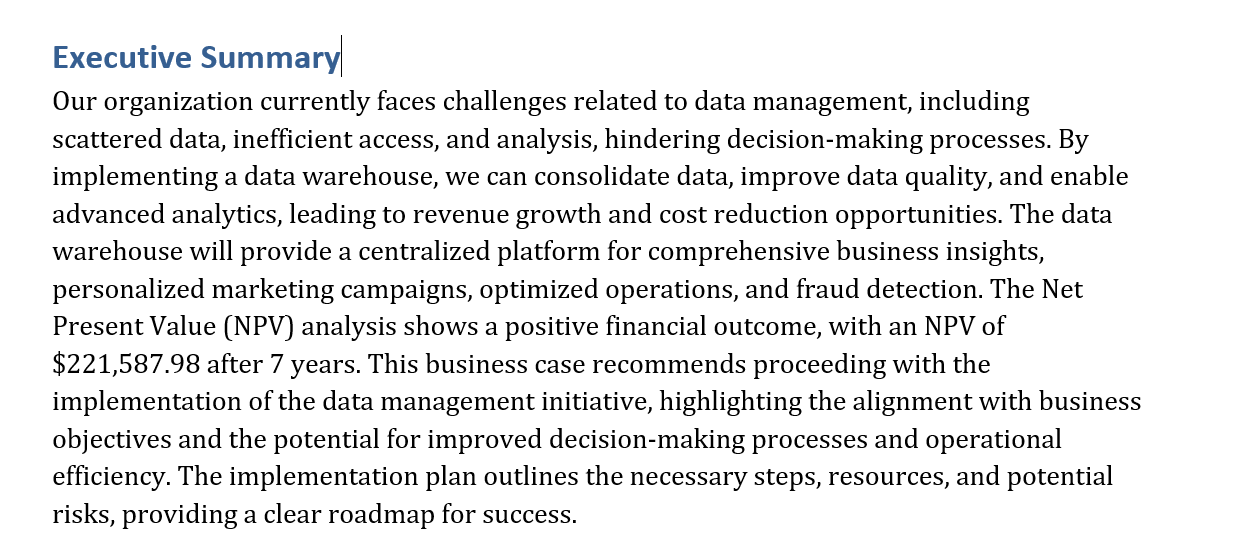 Executive Summary
Our organization currently faces challenges related to data management, including
scattered data, inefficient access, and analysis, hindering decision-making processes. By
implementing a data warehouse, we can consolidate data, improve data quality, and enable
advanced analytics, leading to revenue growth and cost reduction opportunities. The data
warehouse will provide a centralized platform for comprehensive business insights,
personalized marketing campaigns, optimized operations, and fraud detection. The Net
Present Value (NPV) analysis shows a positive financial outcome, with an NPV of
$221,587.98 after 7 years. This business case recommends proceeding with the
implementation of the data management initiative, highlighting the alignment with business
objectives and the potential for improved decision-making processes and operational
efficiency. The implementation plan outlines the necessary steps, resources, and potential
risks, providing a clear roadmap for success.